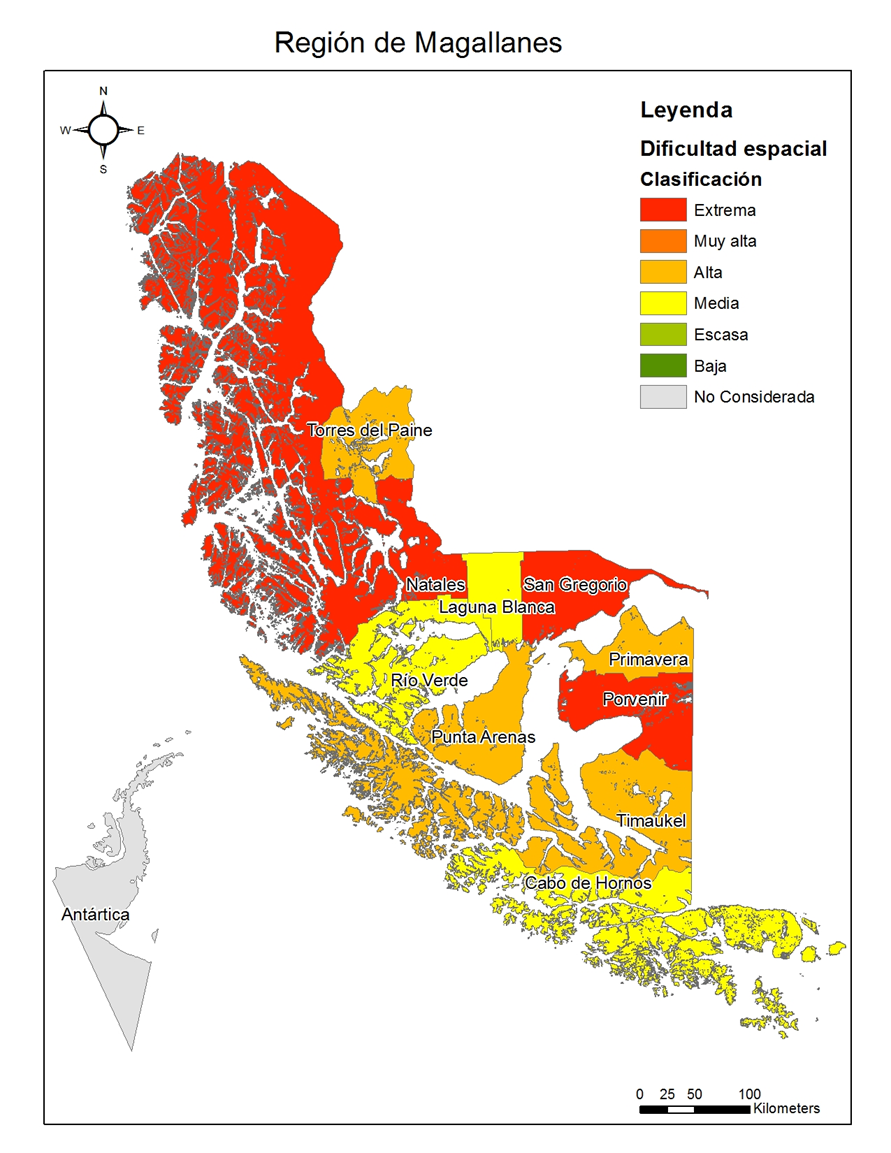 Región de Magallanes
N
W
E
S
Leyenda
Dificultad espacial
Clasificación
Extrema
Muy alta
Alta
Media
Escasa
Baja
No Considerada
Torres del Paine
Natales
San Gregorio
Laguna Blanca
Primavera
Río Verde
Porvenir
Punta Arenas
Timaukel
Cabo de Hornos
Antártica
0 25 50 100
Kilometers